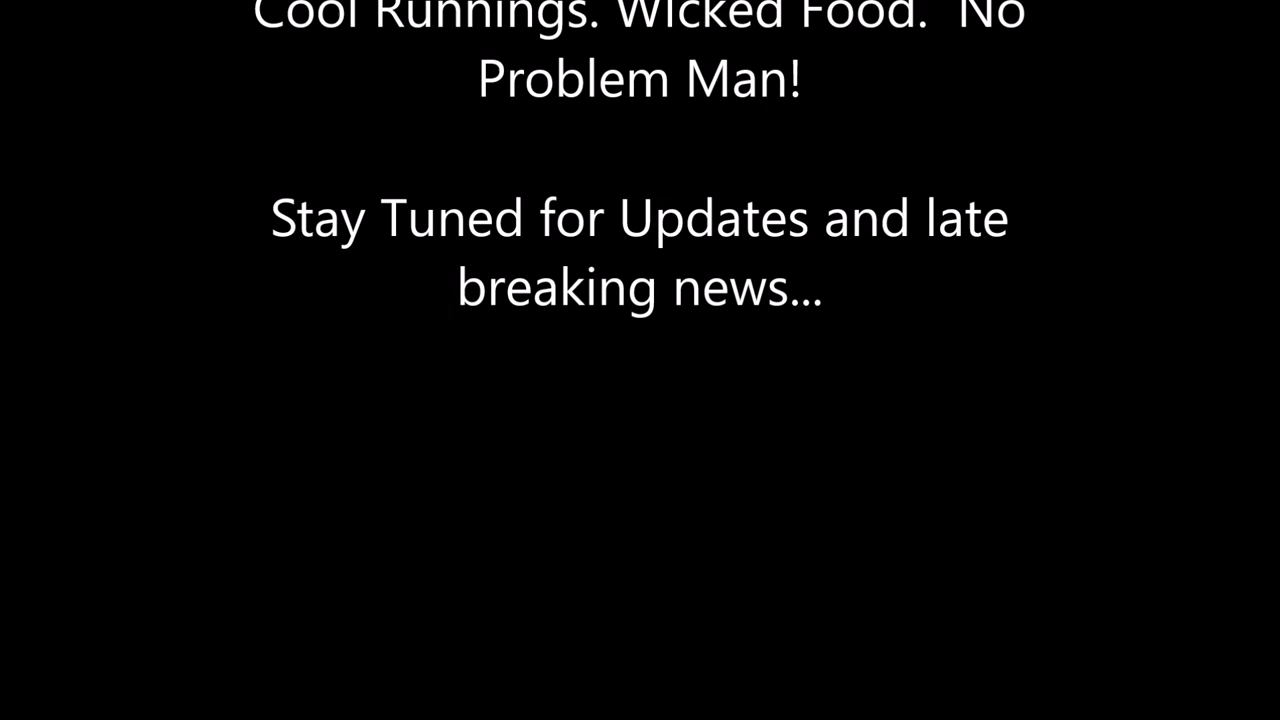 Cool Runnings. Wicked Food.  No
Problem Man!
Stay Tuned for Updates and late
breaking news...